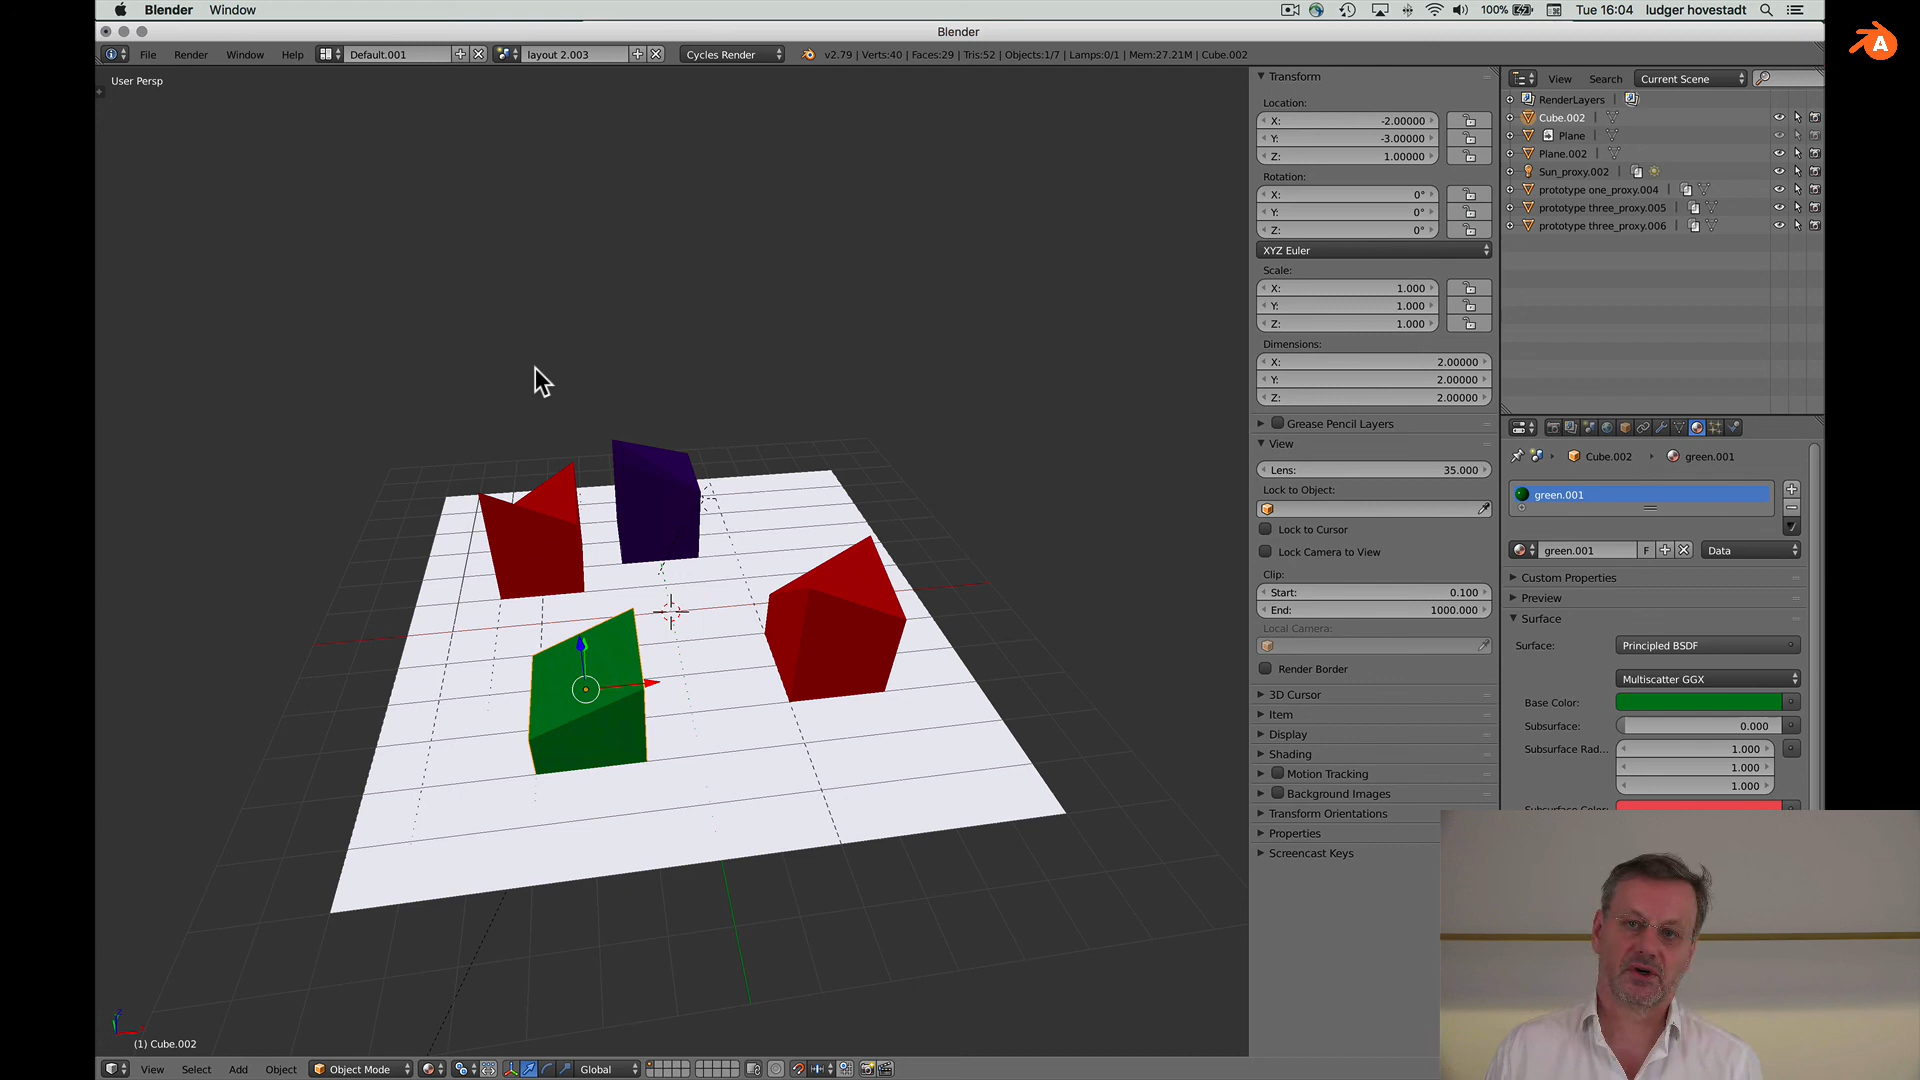 Blender Window 100% Tue 16:04 ludger hovestadt
Blender
File Render Window Help Default.001 layout 2.003 Cycles Render v2.79 | Verts:40 | Faces:29 | Tris:52 | Objects:1/7 | Lamps:0/1 | Mem:27.21M | Cube.002
User Persp
Transform
Location:
X: -2.00000
Y: -3.00000
Z: 1.00000
Rotation:
X: 0°
Y: 0°
Z: 0°
XYZ Euler
Scale:
X: 1.000
Y: 1.000
Z: 1.000
Dimensions:
X: 2.00000
Y: 2.00000
Z: 2.00000
Grease Pencil Layers
View
Lens: 35.000
Lock to Object:
Lock to Cursor
Lock Camera to View
Clip:
Start: 0.100
End: 1000.000
Local Camera:
Render Border
3D Cursor
Item
Display
Shading
Motion Tracking
Background Images
Transform Orientations
Properties
Screencast Keys
View Search Current Scene
RenderLayers
Cube.002
Plane
Plane.002
Sun_proxy.002
prototype one_proxy.004
prototype three_proxy.005
prototype three_proxy.006
Cube.002 green.001
green.001
green.001 F Data
Custom Properties
Preview
Surface
Surface: Principled BSDF
Multiscatter GGX
Base Color:
Subsurface: 0.000
Subsurface Rad... 1.000
1.000
1.000
Subsurface Color:
(1) Cube.002
View Select Add Object Object Mode Global
A